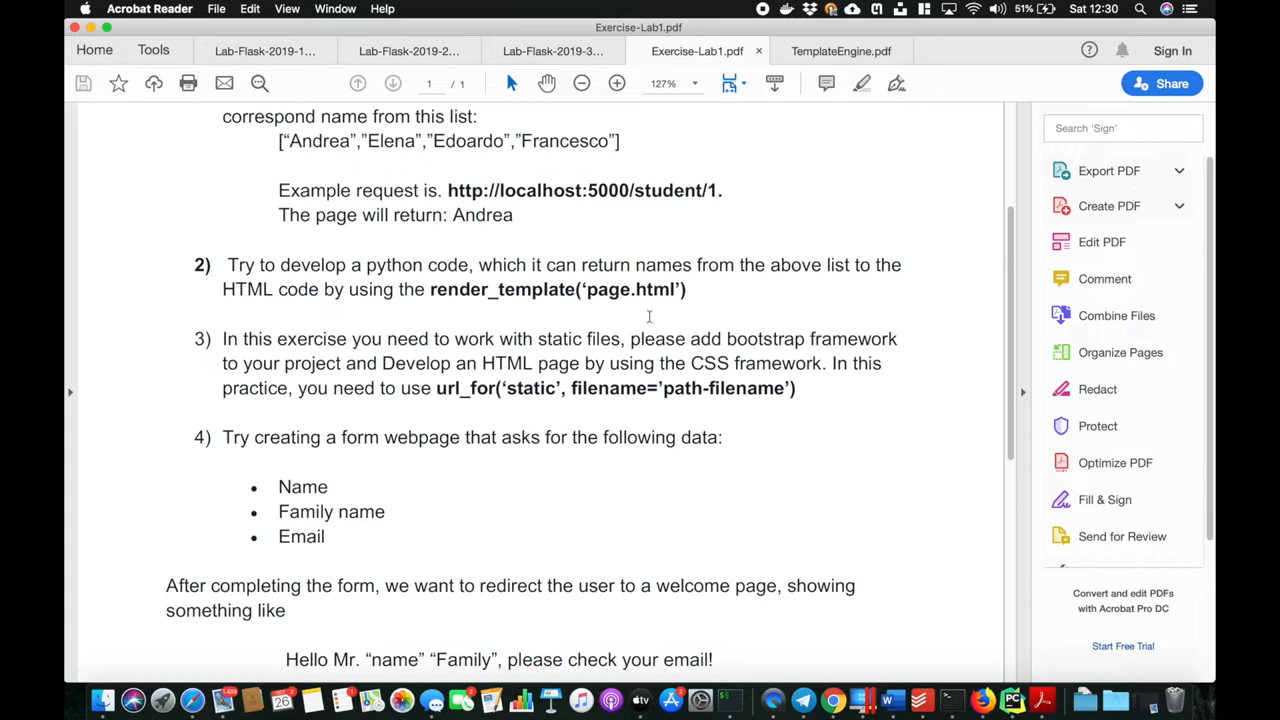 Acrobat Reader File Edit View Window Help 51% Sat 12:30
Exercise-Lab1.pdf
Home Tools Lab-Flask-2019-1... Lab-Flask-2019-2... Lab-Flask-2019-3... Exercise-Lab1.pdf × TemplateEngine.pdf Sign In
1 / 1 127% Share
correspond name from this list:
[“Andrea”,”Elena”,”Edoardo”,”Francesco”]
Example request is. http://localhost:5000/student/1.
The page will return: Andrea
2) Try to develop a python code, which it can return names from the above list to the
HTML code by using the render_template(‘page.html’)
3) In this exercise you need to work with static files, please add bootstrap framework
to your project and Develop an HTML page by using the CSS framework. In this
practice, you need to use url_for(‘static’, filename=’path-filename’)
4) Try creating a form webpage that asks for the following data:
• Name
• Family name
• Email
After completing the form, we want to redirect the user to a welcome page, showing
something like
Hello Mr. “name” “Family”, please check your email!
Search 'Sign'
Export PDF
Create PDF
Edit PDF
Comment
Combine Files
Organize Pages
Redact
Protect
Optimize PDF
Fill & Sign
Send for Review
Convert and edit PDFs
with Acrobat Pro DC
Start Free Trial